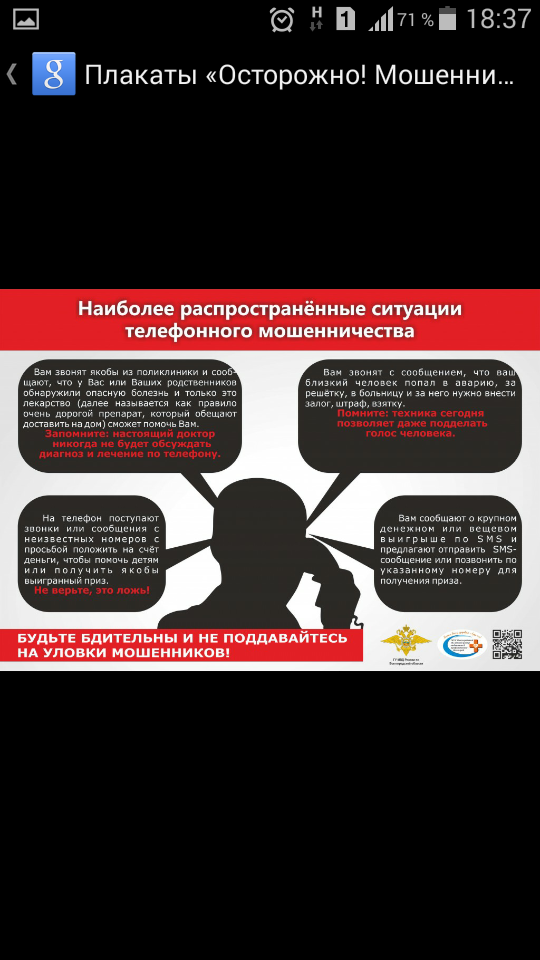 Н
1
71 %
18:37
Плакаты «Осторожно! Мошенни...
Наиболее распространённые ситуации
телефонного мошенничества
Вам звонят якобы из поликлиники и сооб-
щают, что у Вас или Ваших родственников
обнаружили опасную болезнь и только это
лекарство (далее называется как правило
очень дорогой препарат, который обещают
доставить на дом) сможет помочь Вам.
Запомните: настоящий доктор
никогда не будет обсуждать
диагноз и лечение по телефону.
Вам звонят с сообщением, что ваш
близкий человек попал в аварию, за
решётку, в больницу и за него нужно внести
залог, штраф, взятку.
Помните: техника сегодня
позволяет даже подделать
голос человека.
На телефон поступают
звонки или сообщения с
неизвестных номеров с
просьбой положить на счёт
деньги, чтобы помочь детям
или получить якобы
выигранный приз.
Не верьте, это ложь!
Вам сообщают о крупном
денежном или вещевом
выигрыше по SMS и
предлагают отправить SMS-
сообщение или позвонить по
указанному номеру для
получения приза.
БУДЬТЕ БДИТЕЛЬНЫ И НЕ ПОДДАВАЙТЕСЬ
НА УЛОВКИ МОШЕННИКОВ!